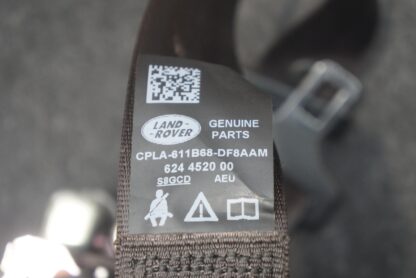 LAND-
ROVER
GENUINE
PARTS
CPLA-611B68-DF8AAM
624 4520 00
S8GCD AEU